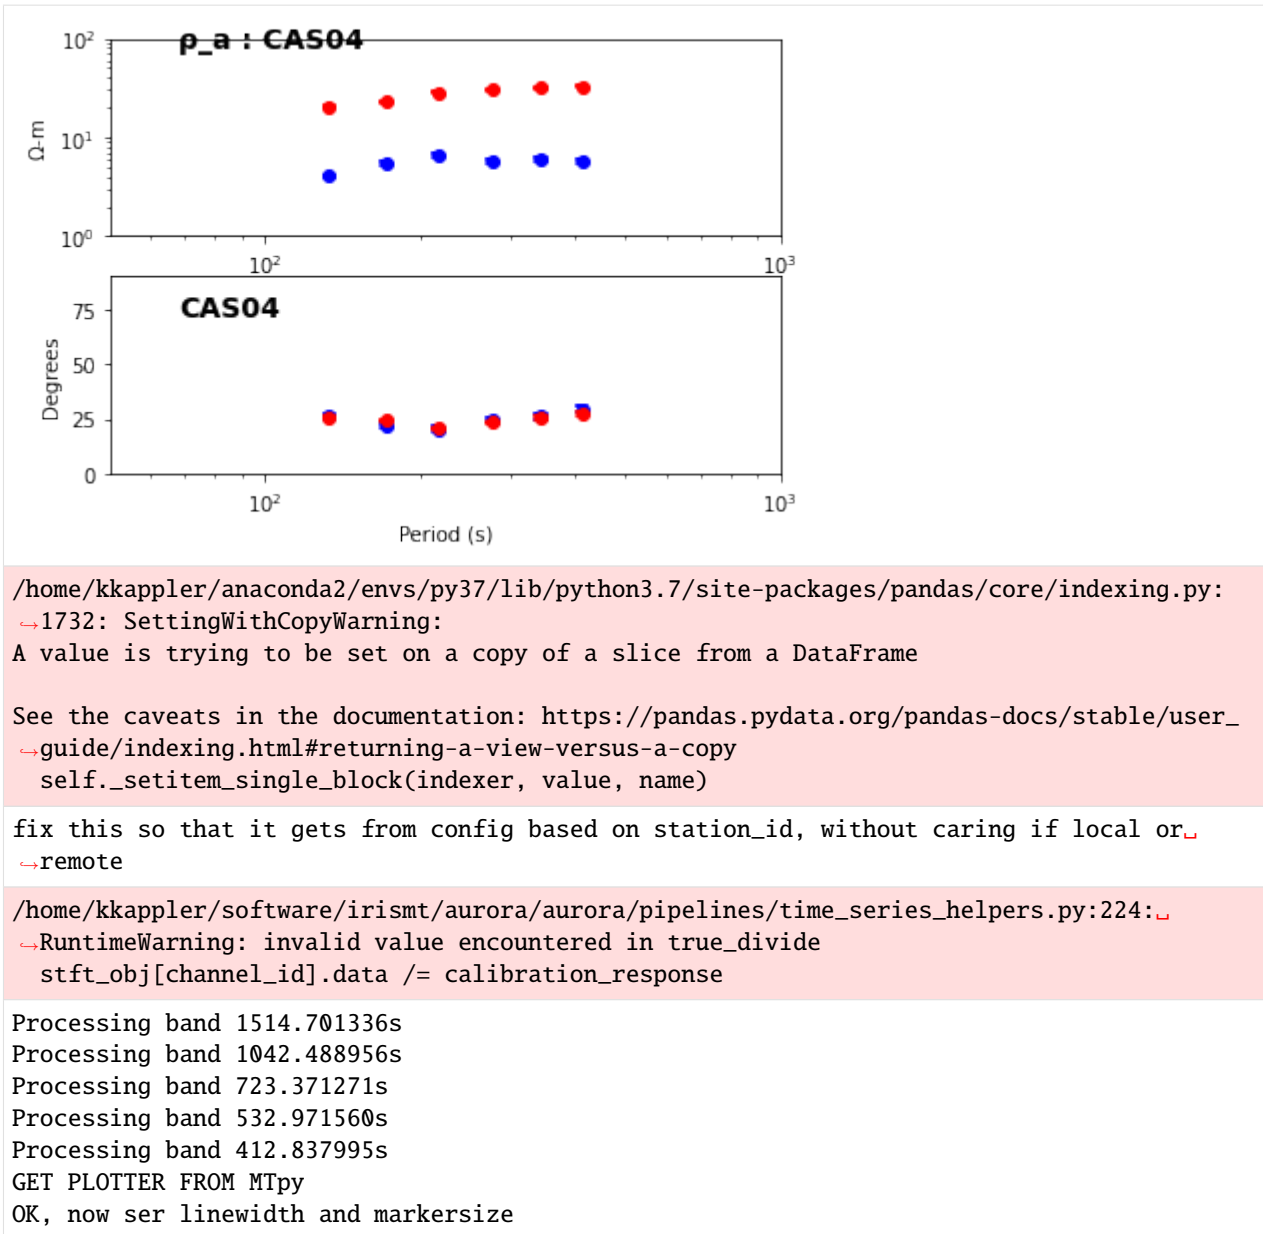 ρ_a : CAS04
10²
Ω-m
10¹
10⁰
10² 10³
CAS04
75
Degrees
50
25
0
10² 10³
Period (s)
/home/kkappler/anaconda2/envs/py37/lib/python3.7/site-packages/pandas/core/indexing.py:
↪1732: SettingWithCopyWarning:
A value is trying to be set on a copy of a slice from a DataFrame
See the caveats in the documentation: https://pandas.pydata.org/pandas-docs/stable/user_
↪guide/indexing.html#returning-a-view-versus-a-copy
self._setitem_single_block(indexer, value, name)
fix this so that it gets from config based on station_id, without caring if local or␣
↪remote
/home/kkappler/software/irismt/aurora/aurora/pipelines/time_series_helpers.py:224:␣
↪RuntimeWarning: invalid value encountered in true_divide
stft_obj[channel_id].data /= calibration_response
Processing band 1514.701336s
Processing band 1042.488956s
Processing band 723.371271s
Processing band 532.971560s
Processing band 412.837995s
GET PLOTTER FROM MTpy
OK, now ser linewidth and markersize